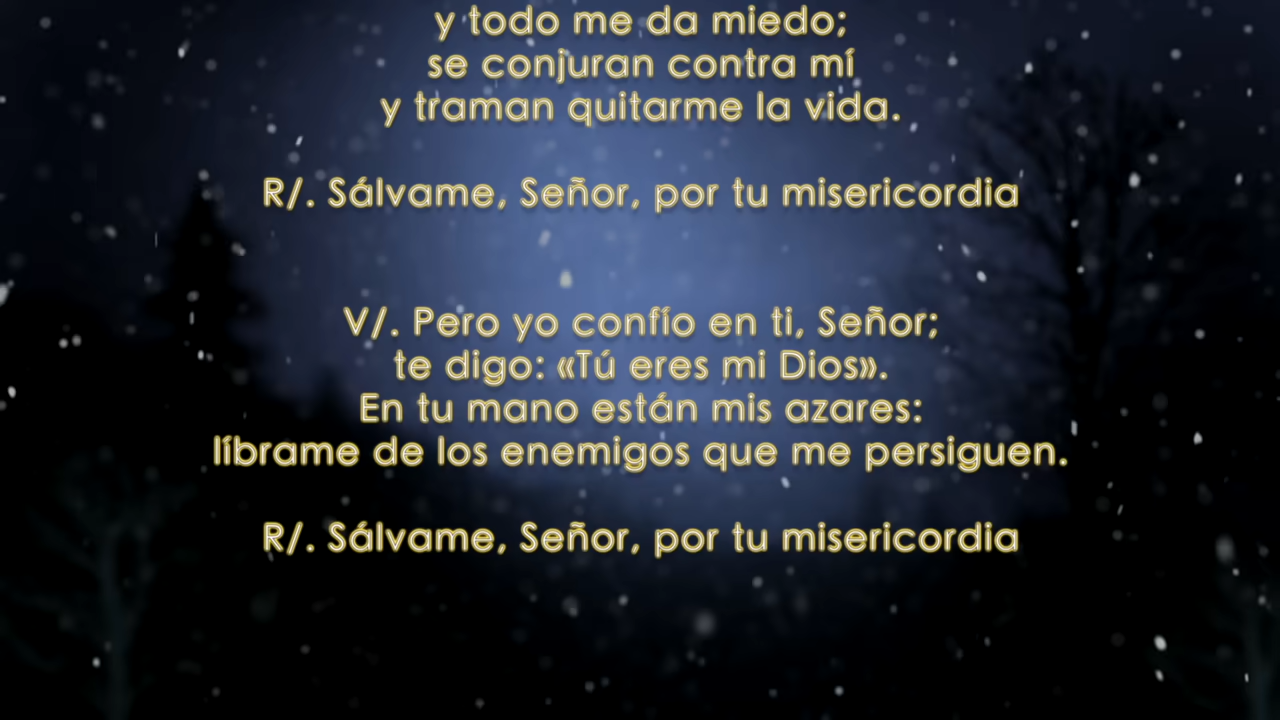 y todo me da miedo;
se conjuran contra mí
y traman quitarme la vida.
R/. Sálvame, Señor, por tu misericordia
V/. Pero yo confío en ti, Señor;
te digo: «Tú eres mi Dios».
En tu mano están mis azares:
líbrame de los enemigos que me persiguen.
R/. Sálvame, Señor, por tu misericordia